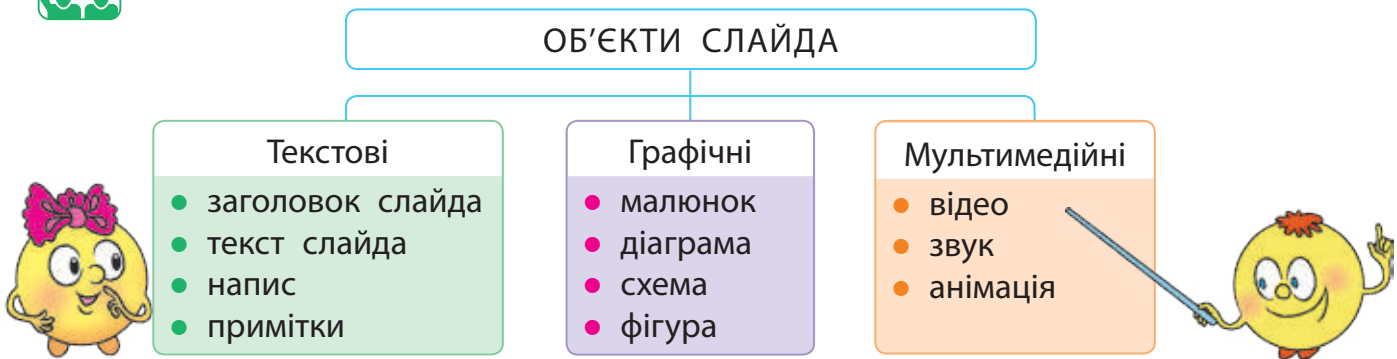 ОБ’ЄКТИ СЛАЙДА
Текстові
заголовок слайда
текст слайда
напис
примітки
Графічні
малюнок
діаграма
схема
фігура
Мультимедійні
відео
звук
анімація